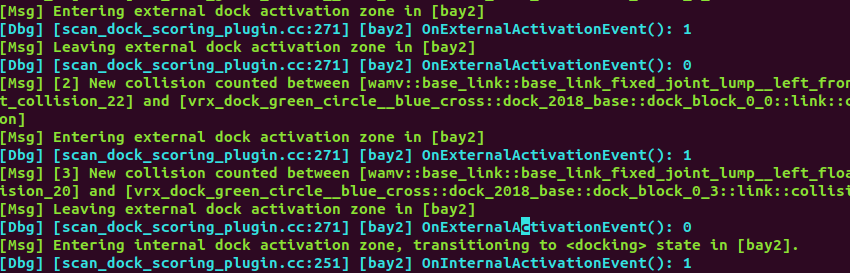 [Msg] Entering external dock activation zone in [bay2]
[Dbg] [scan_dock_scoring_plugin.cc:271] [bay2] OnExternalActivationEvent(): 1
[Msg] Leaving external dock activation zone in [bay2]
[Dbg] [scan_dock_scoring_plugin.cc:271] [bay2] OnExternalActivationEvent(): 0
[Msg] [2] New collision counted between [wamv::base_link::base_link_fixed_joint_lump__left_fron
t_collision_22] and [vrx_dock_green_circle__blue_cross::dock_2018_base::dock_block_0_0::link::c
on]
[Msg] Entering external dock activation zone in [bay2]
[Dbg] [scan_dock_scoring_plugin.cc:271] [bay2] OnExternalActivationEvent(): 1
[Msg] [3] New collision counted between [wamv::base_link::base_link_fixed_joint_lump__left_floa
ision_20] and [vrx_dock_green_circle__blue_cross::dock_2018_base::dock_block_0_3::link::collisi
[Msg] Leaving external dock activation zone in [bay2]
[Dbg] [scan_dock_scoring_plugin.cc:271] [bay2] OnExternalActivationEvent(): 0
[Msg] Entering internal dock activation zone, transitioning to <docking> state in [bay2].
[Dbg] [scan_dock_scoring_plugin.cc:251] [bay2] OnInternalActivationEvent(): 1